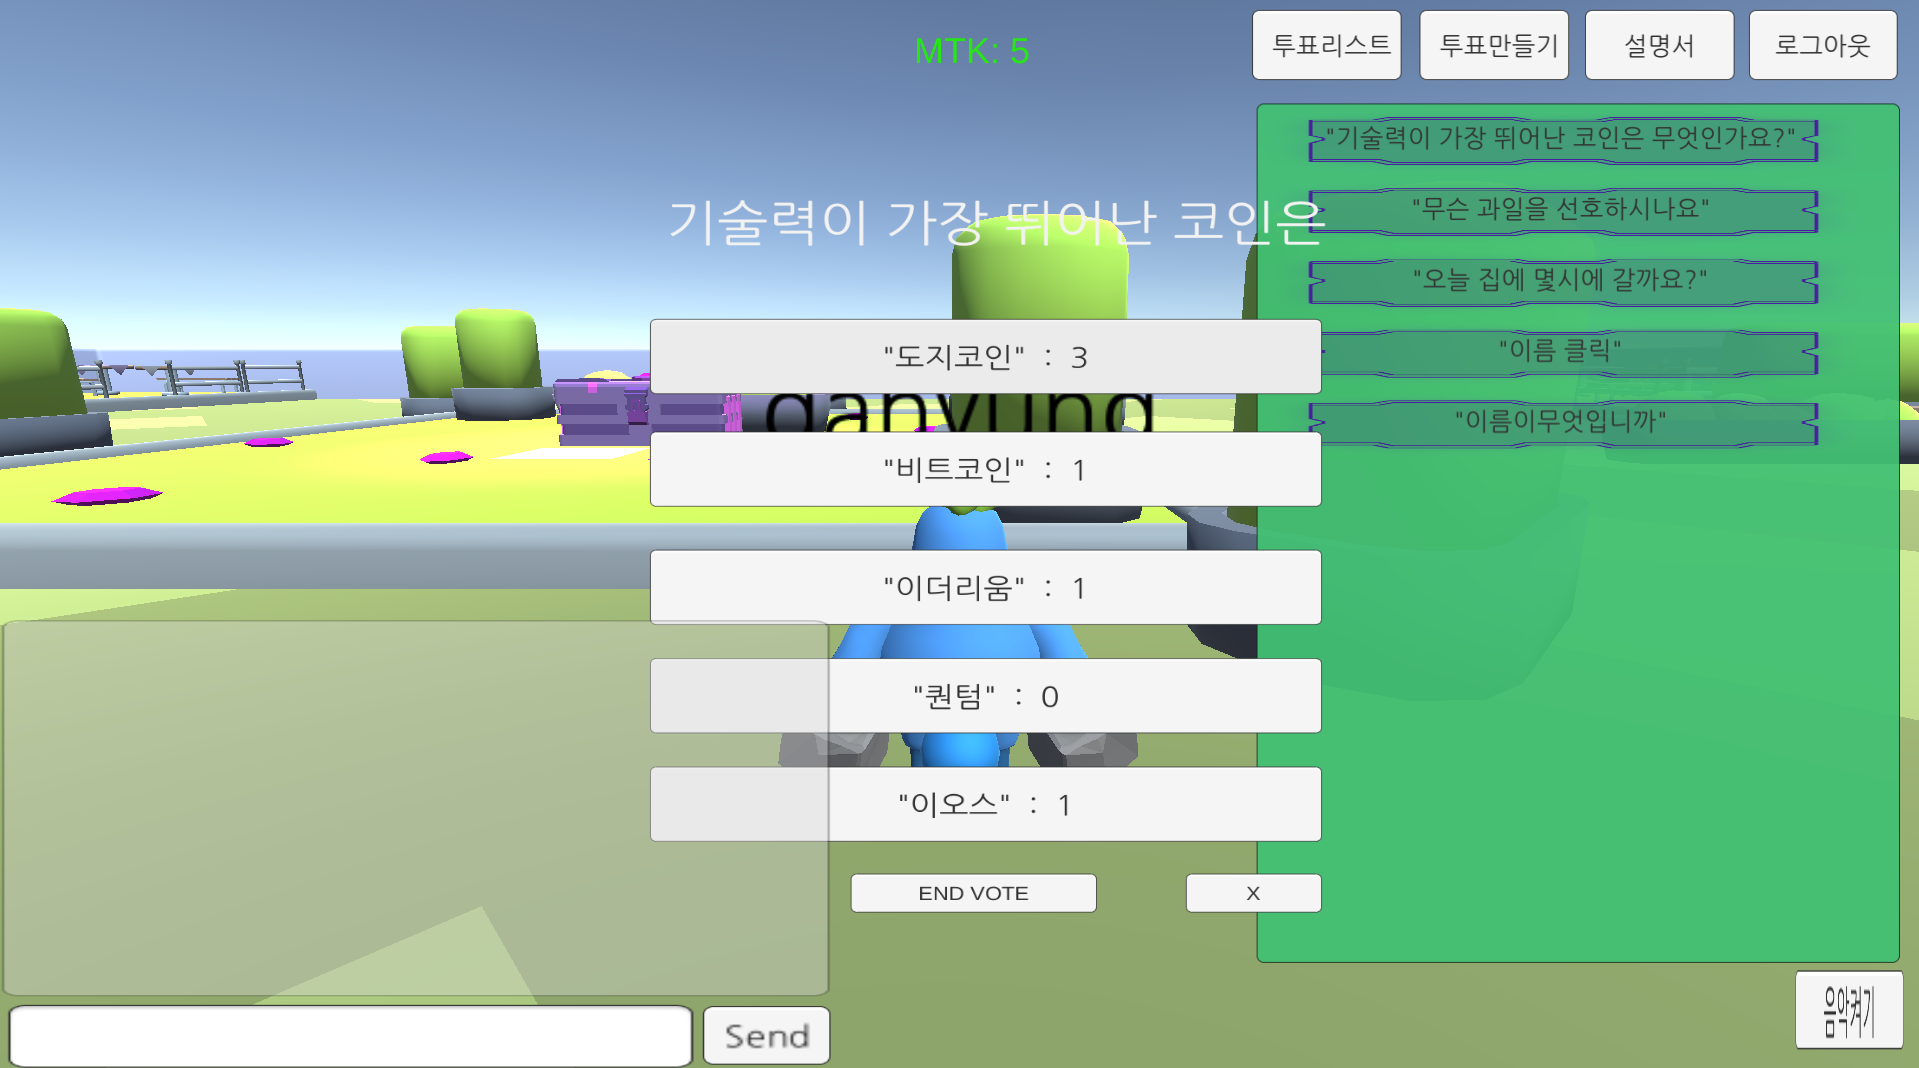 MTK: 5
투표리스트
투표만들기
설명서
로그아웃
"기술력이 가장 뛰어난 코인은 무엇인가요?"
"무슨 과일을 선호하시나요"
"오늘 집에 몇시에 갈까요?"
"이름 클릭"
"이름이무엇입니까"
기술력이 가장 뛰어난 코인은
"도지코인" : 3
"비트코인" : 1
"이더리움" : 1
"퀀텀" : 0
"이오스" : 1
END VOTE
X
Send
음악켜기